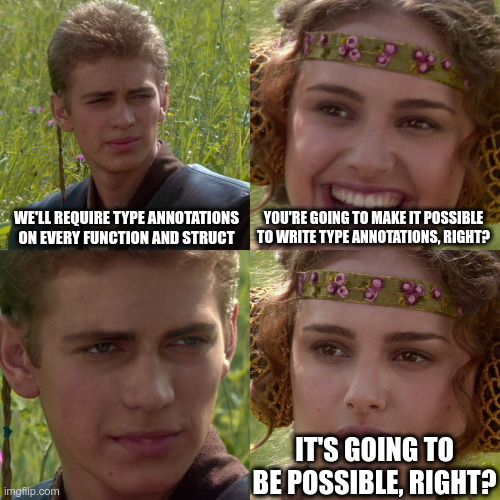 WE'LL REQUIRE TYPE ANNOTATIONS
ON EVERY FUNCTION AND STRUCT
YOU'RE GOING TO MAKE IT POSSIBLE
TO WRITE TYPE ANNOTATIONS, RIGHT?
IT'S GOING TO
BE POSSIBLE, RIGHT?
imgflip.com